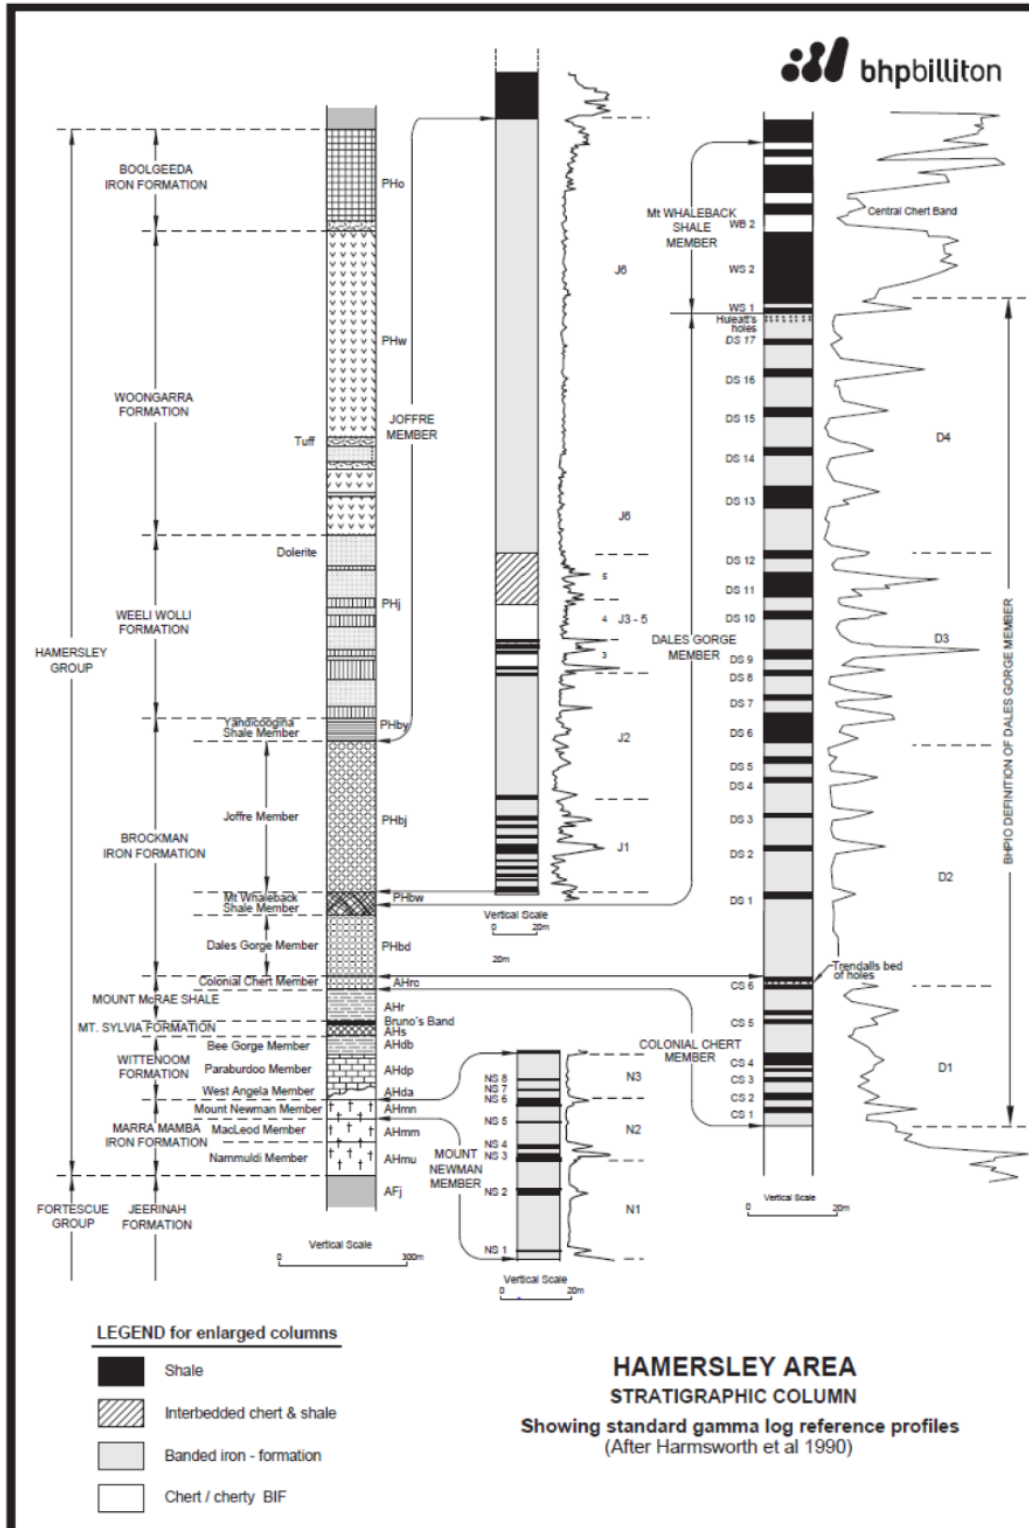 bhpbilliton
BOOLGEEDA
IRON FORMATION
PHo
WOONGARRA
FORMATION
PHw
Tuff
Dolerite
WEELI WOLLI
FORMATION
PHj
HAMERSLEY
GROUP
Yandicoogina
Shale Member
PHby
Joffre Member
PHbj
BROCKMAN
IRON FORMATION
Mt Whaleback
Shale Member
PHbw
Dales Gorge Member
PHbd
Colonial Chert Member
AHrc
MOUNT McRAE SHALE
AHr
Bruno's Band
MT. SYLVIA FORMATION
AHs
Bee Gorge Member
AHdb
WITTENOOM
FORMATION
Paraburdoo Member
AHdp
West Angela Member
AHda
Mount Newman Member
AHmn
MARRA MAMBA
IRON FORMATION
MacLeod Member
AHmm
Nammuldi Member
AHmu
AFj
FORTESCUE
GROUP
JEERINAH
FORMATION
Vertical Scale
0 300m
JOFFRE
MEMBER
J6
J6
5
4
J3 - 5
3
J2
J1
Vertical Scale
0 20m
20m
MOUNT
NEWMAN
MEMBER
NS 8
NS 7
NS 6
NS 5
NS 4
NS 3
NS 2
NS 1
N3
N2
N1
Vertical Scale
0 20m
Mt WHALEBACK
SHALE
MEMBER
DALES GORGE
MEMBER
COLONIAL CHERT
MEMBER
Central Chert Band
WB 2
WS 2
WS 1
Huleatt's
holes
DS 17
DS 16
DS 15
DS 14
DS 13
DS 12
DS 11
DS 10
DS 9
DS 8
DS 7
DS 6
DS 5
DS 4
DS 3
DS 2
DS 1
Trendalls bed
of holes
CS 6
CS 5
CS 4
CS 3
CS 2
CS 1
D4
D3
D2
D1
BHPIO DEFINITION OF DALES GORGE MEMBER
Vertical Scale
0 20m
LEGEND for enlarged columns
Shale
Interbedded chert & shale
Banded iron - formation
Chert / cherty BIF
HAMERSLEY AREA
STRATIGRAPHIC COLUMN
Showing standard gamma log reference profiles
(After Harmsworth et al 1990)